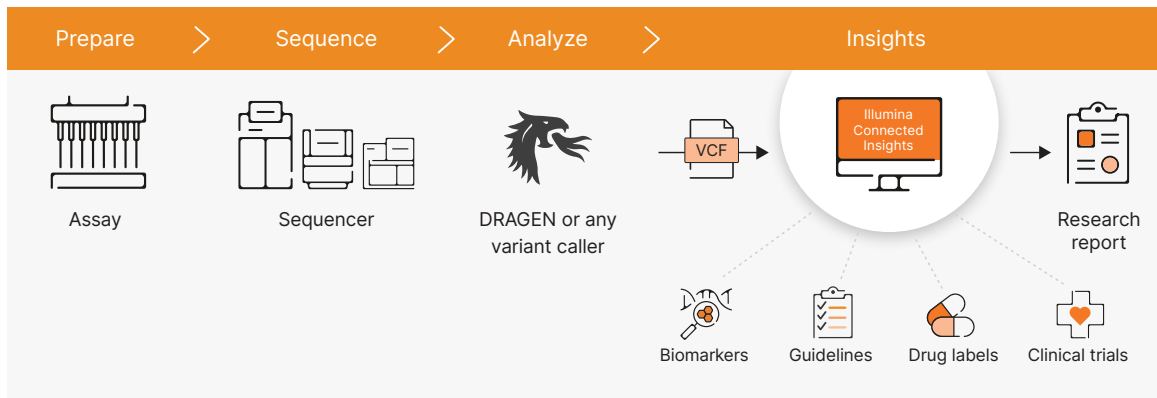 Prepare
Sequence
Analyze
Insights
Illumina
Connected
Insights
VCF
Assay
Sequencer
DRAGEN or any
variant caller
Research
report
Biomarkers
Guidelines
Drug labels
Clinical trials